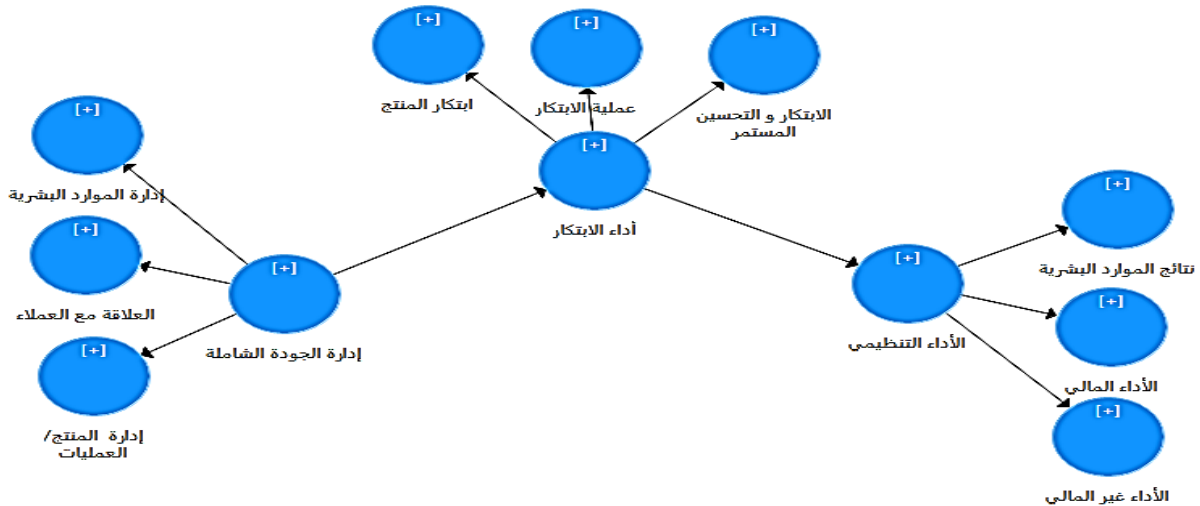 [+]
ابتكار المنتج
[+]
عملية الابتكار
[+]
الابتكار و التحسين
المستمر
[+]
أداء الابتكار
[+]
إدارة الموارد البشرية
[+]
العلاقة مع العملاء
[+]
إدارة المنتج/
العمليات
[+]
إدارة الجودة الشاملة
[+]
الأداء التنظيمي
[+]
نتائج الموارد البشرية
[+]
الأداء المالي
[+]
الأداء غير المالي